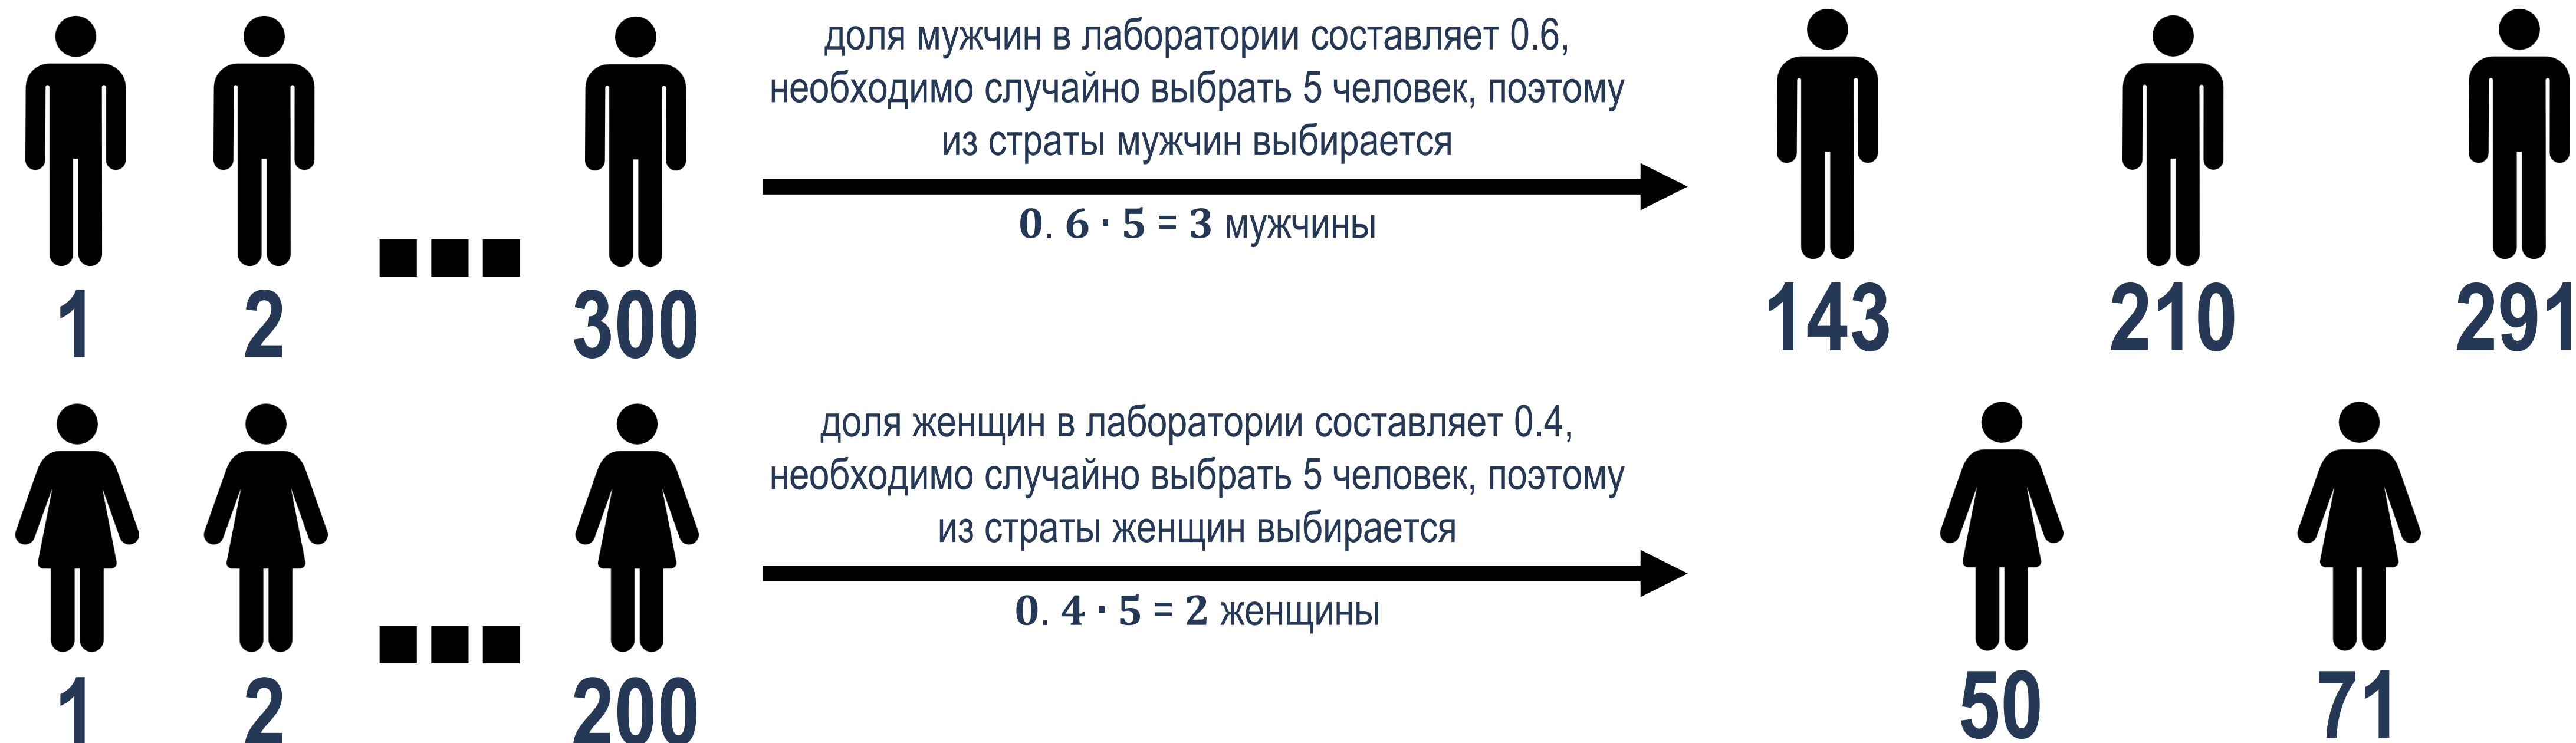 доля мужчин в лаборатории составляет 0.6,
необходимо случайно выбрать 5 человек, поэтому
из страты мужчин выбирается
0. 6 · 5 = 3 мужчины
1 2 300
143 210 291
доля женщин в лаборатории составляет 0.4,
необходимо случайно выбрать 5 человек, поэтому
из страты женщин выбирается
0. 4 · 5 = 2 женщины
1 2 200
50 71